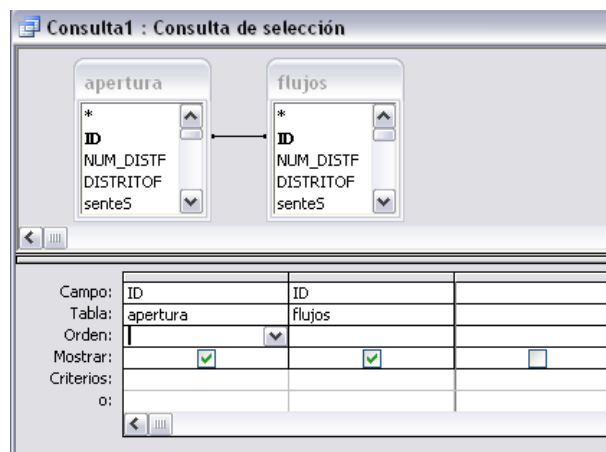 Consulta1 : Consulta de selección
apertura
flujos
*
*
ID
ID
NUM_DISTF
NUM_DISTF
DISTRITOF
DISTRITOF
senteS
senteS
Campo: ID ID
Tabla: apertura flujos
Orden:
Mostrar:
Criterios:
o: